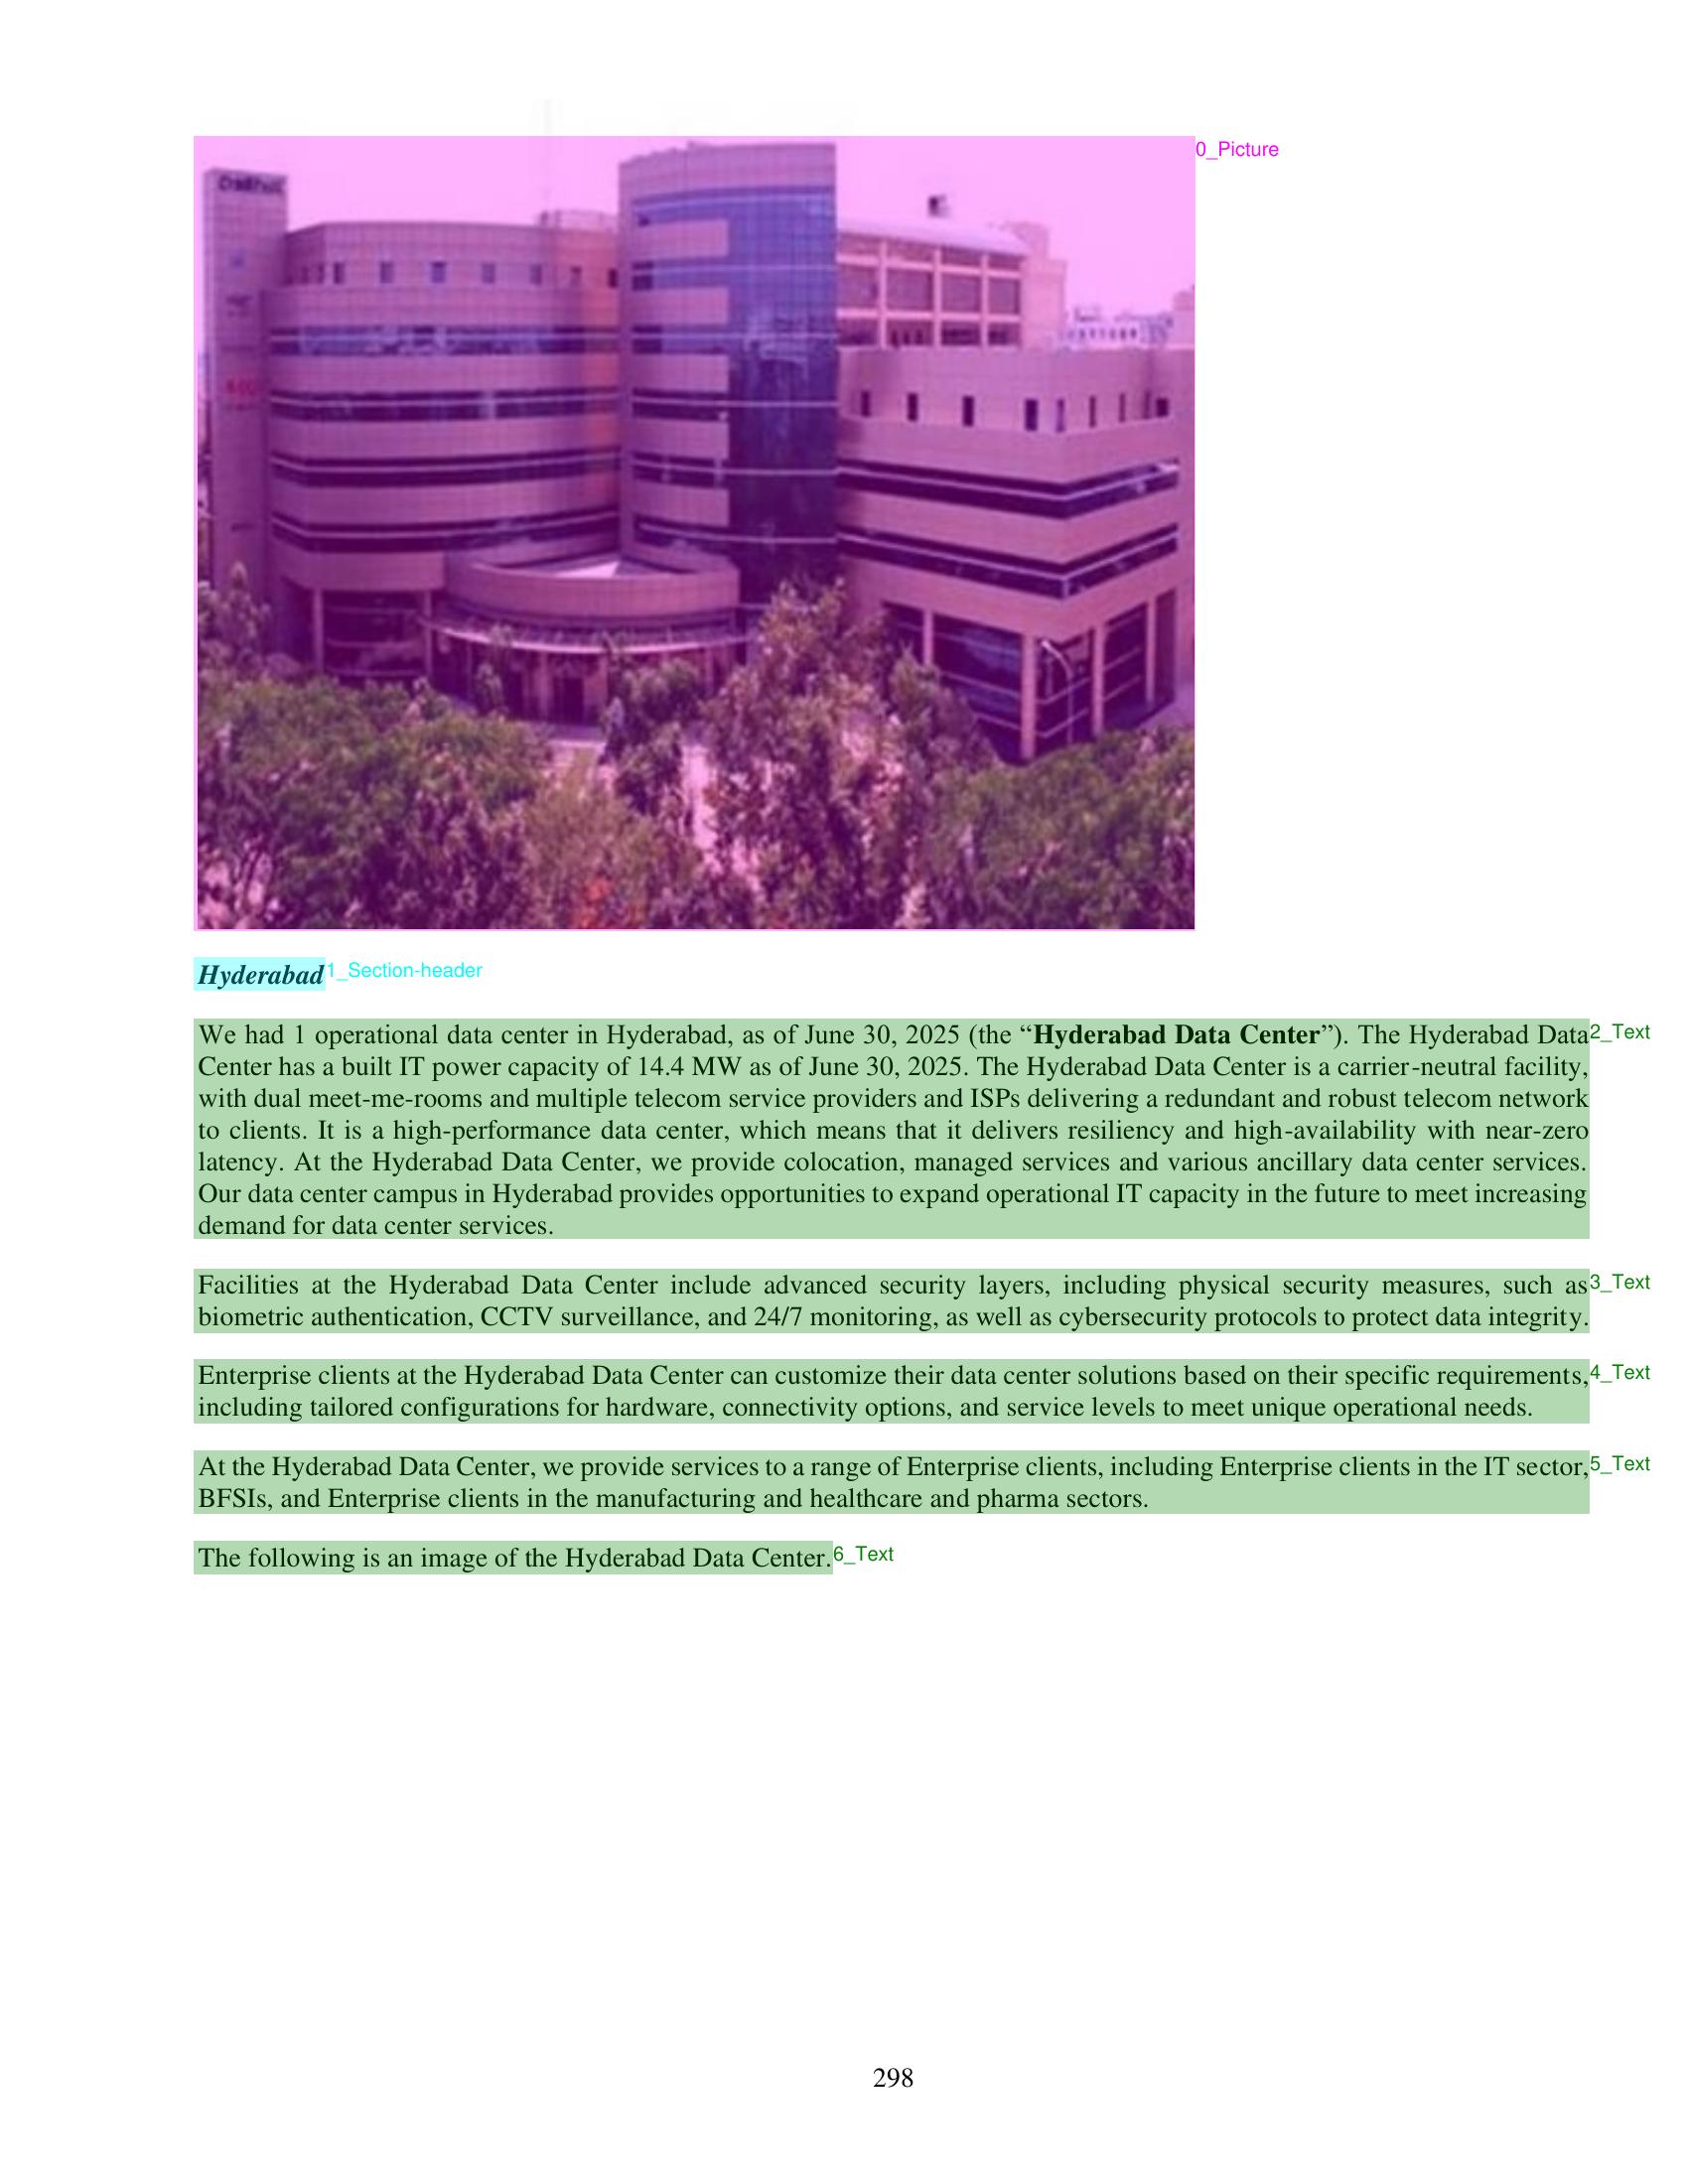 0_Picture
Hyderabad 1_Section-header
We had 1 operational data center in Hyderabad, as of June 30, 2025 (the “Hyderabad Data Center”). The Hyderabad Data 2_Text
Center has a built IT power capacity of 14.4 MW as of June 30, 2025. The Hyderabad Data Center is a carrier-neutral facility,
with dual meet-me-rooms and multiple telecom service providers and ISPs delivering a redundant and robust telecom network
to clients. It is a high-performance data center, which means that it delivers resiliency and high-availability with near-zero
latency. At the Hyderabad Data Center, we provide colocation, managed services and various ancillary data center services.
Our data center campus in Hyderabad provides opportunities to expand operational IT capacity in the future to meet increasing
demand for data center services.
Facilities at the Hyderabad Data Center include advanced security layers, including physical security measures, such as 3_Text
biometric authentication, CCTV surveillance, and 24/7 monitoring, as well as cybersecurity protocols to protect data integrity.
Enterprise clients at the Hyderabad Data Center can customize their data center solutions based on their specific requirements, 4_Text
including tailored configurations for hardware, connectivity options, and service levels to meet unique operational needs.
At the Hyderabad Data Center, we provide services to a range of Enterprise clients, including Enterprise clients in the IT sector, 5_Text
BFSIs, and Enterprise clients in the manufacturing and healthcare and pharma sectors.
The following is an image of the Hyderabad Data Center. 6_Text
298